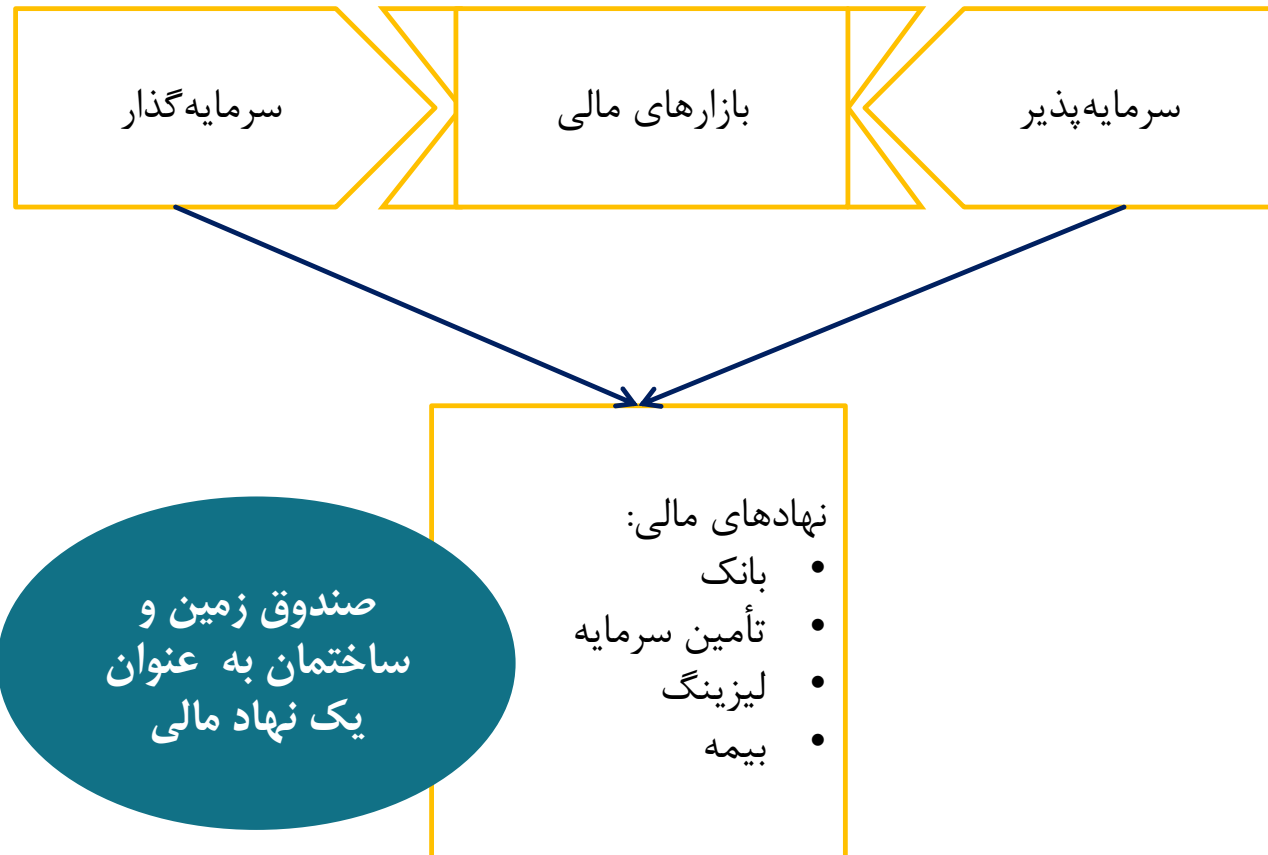 سرمایه‌پذیر
بازارهای مالی
سرمایه‌گذار
نهادهای مالی:
• بانک
• تأمین سرمایه
• لیزینگ
• بیمه
صندوق زمین و
ساختمان به عنوان
یک نهاد مالی